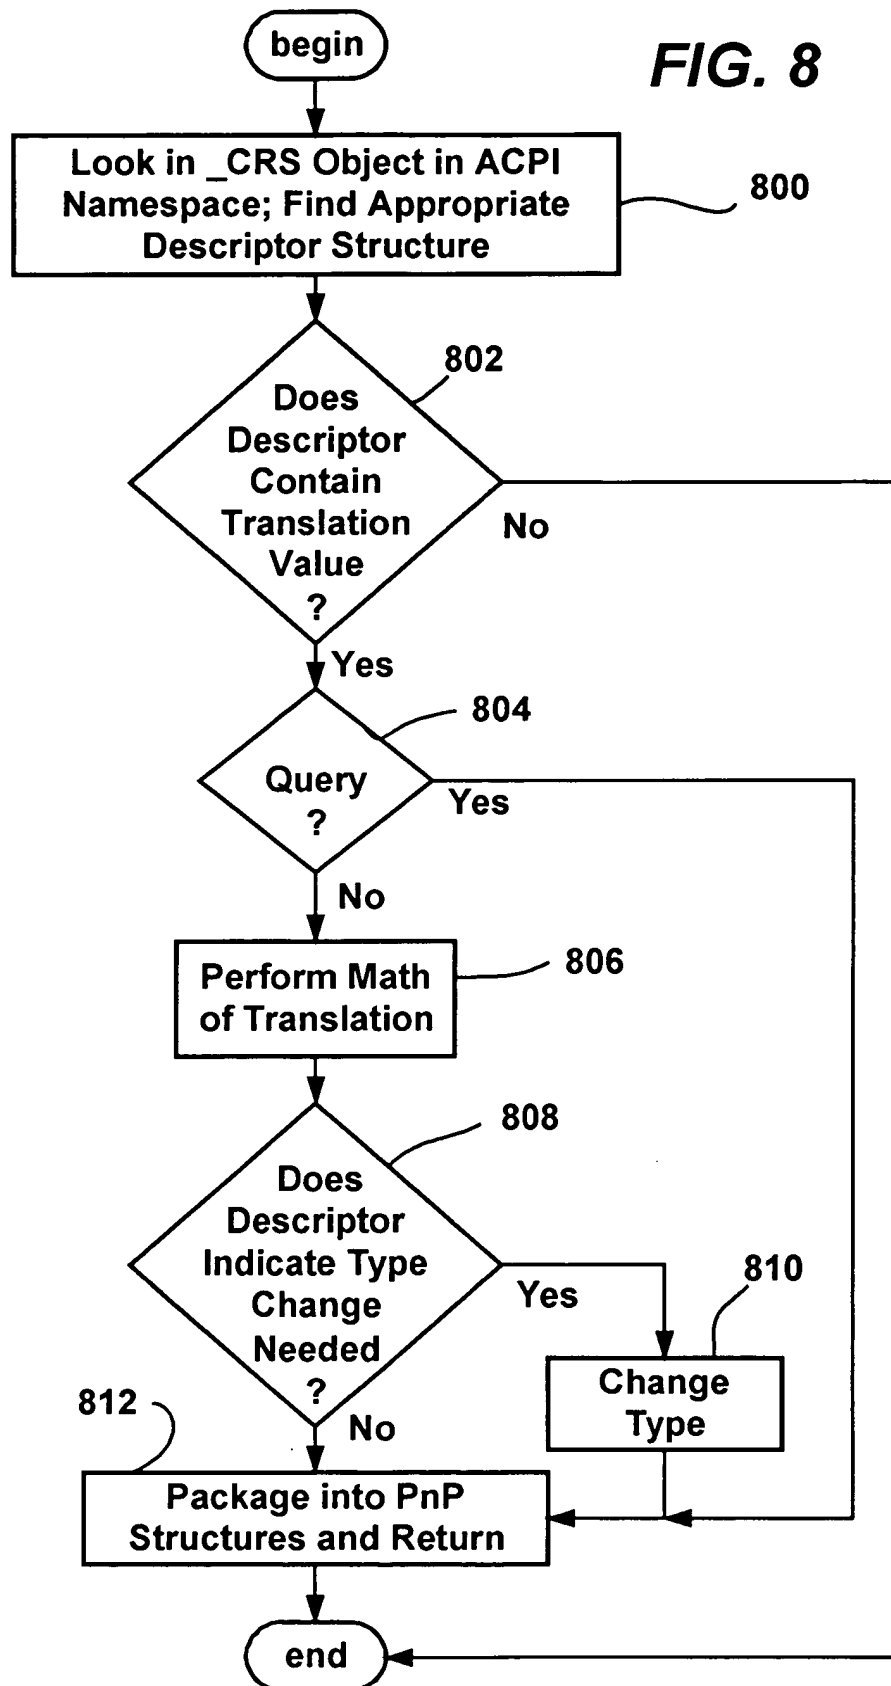 begin
FIG. 8
Look in _CRS Object in ACPI
Namespace; Find Appropriate
Descriptor Structure
800
802
Does
Descriptor
Contain
Translation
Value
?
No
Yes
804
Query
?
Yes
No
Perform Math
of Translation
806
808
Does
Descriptor
Indicate Type
Change
Needed
?
Yes
810
Change
Type
812
No
Package into PnP
Structures and Return
end